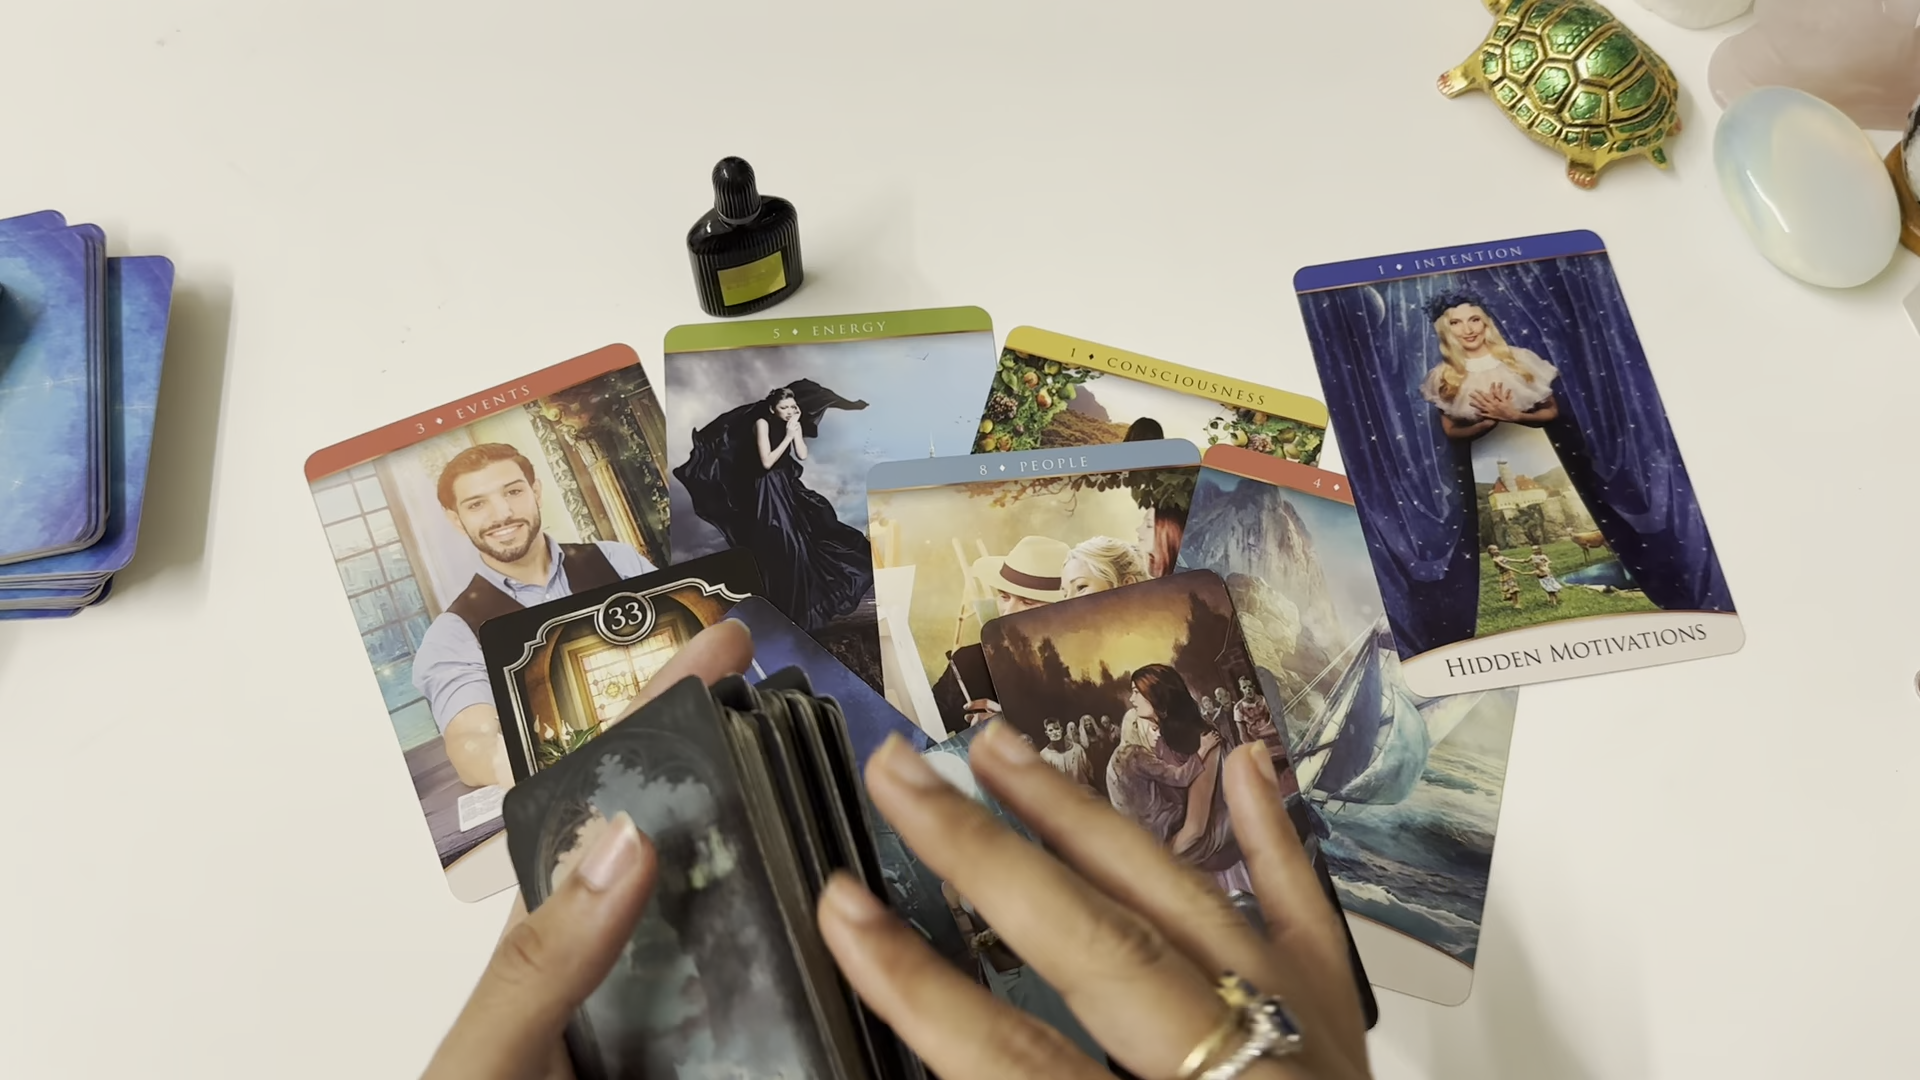 3 ♦ EVENTS
5 ♦ ENERGY
1 ♦ CONSCIOUSNESS
1 ♦ INTENTION
8 ♦ PEOPLE
4 ♦
33
HIDDEN MOTIVATIONS